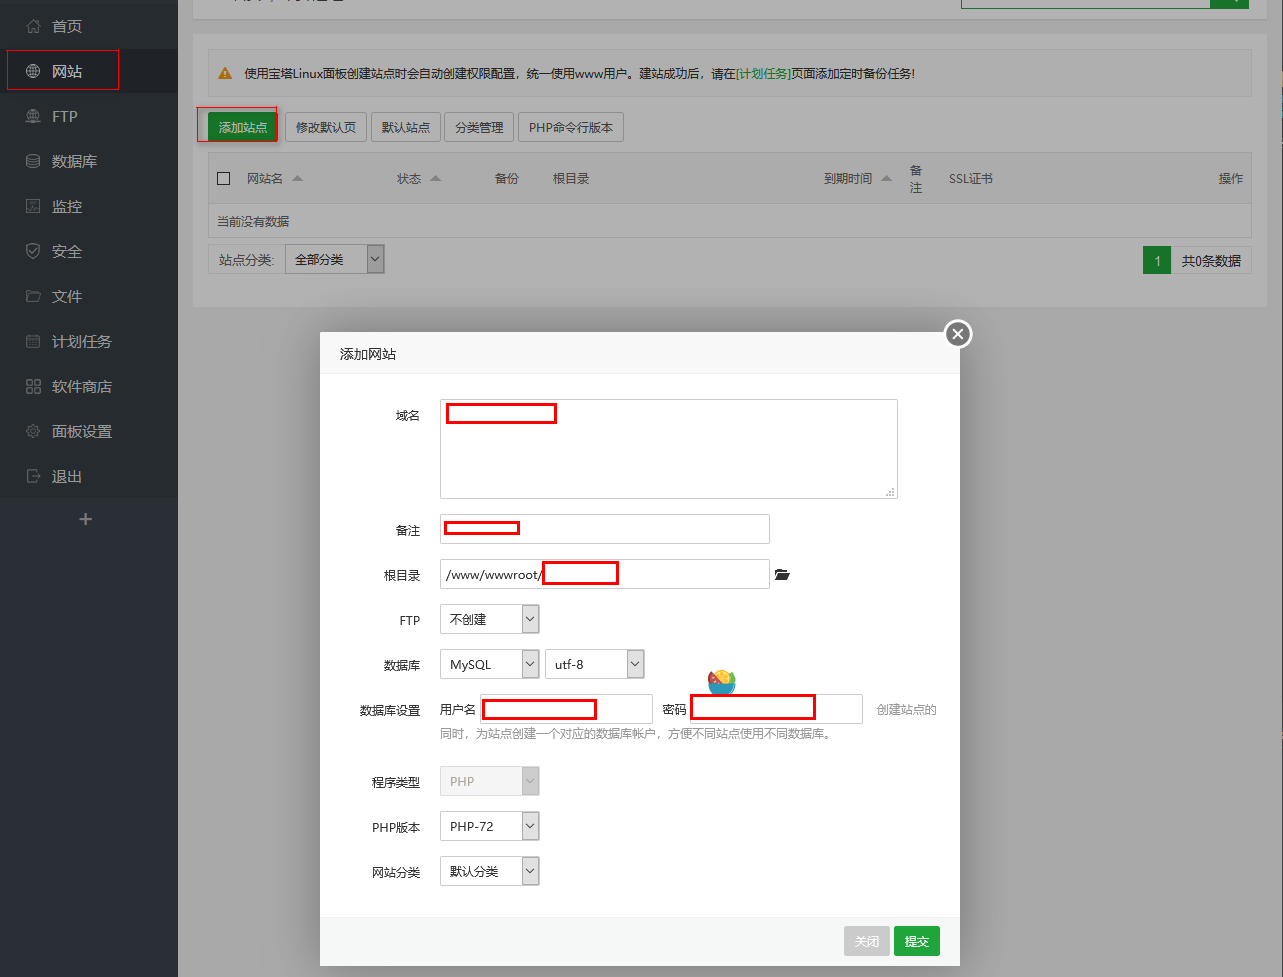 首页
网站
FTP
数据库
监控
安全
文件
计划任务
软件商店
面板设置
退出
使用宝塔Linux面板创建站点时会自动创建权限配置，统一使用www用户。建站成功后，请在[计划任务]页面添加定时备份任务!
添加站点 修改默认页 默认站点 分类管理 PHP命令行版本
网站名 状态 备份 根目录 到期时间 备注 SSL证书 操作
当前没有数据
站点分类: 全部分类 1 共0条数据
添加网站
域名
备注
根目录 /www/wwwroot/
FTP 不创建
数据库 MySQL utf-8
数据库设置 用户名 密码 创建站点的
同时，为站点创建一个对应的数据库帐户，方便不同站点使用不同数据库。
程序类型 PHP
PHP版本 PHP-72
网站分类 默认分类
关闭 提交